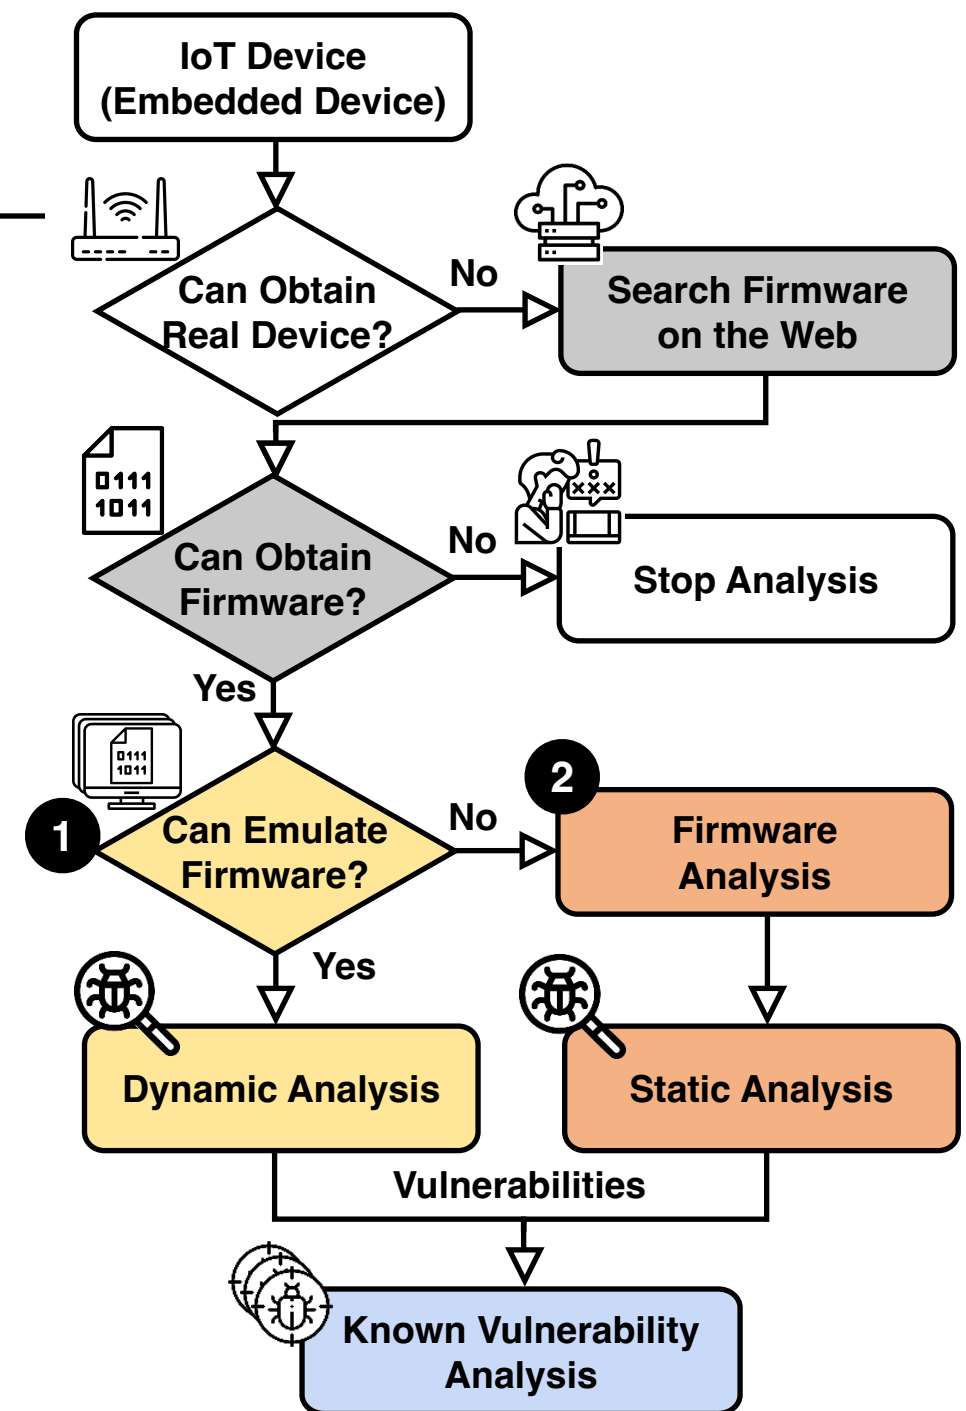 IoT Device
(Embedded Device)
Can Obtain
Real Device?
No
Search Firmware
on the Web
0111
1011
Can Obtain
Firmware?
No
xxx
Stop Analysis
Yes
0111
1011
1
Can Emulate
Firmware?
No
2
Firmware
Analysis
Yes
Dynamic Analysis
Static Analysis
Vulnerabilities
Known Vulnerability
Analysis